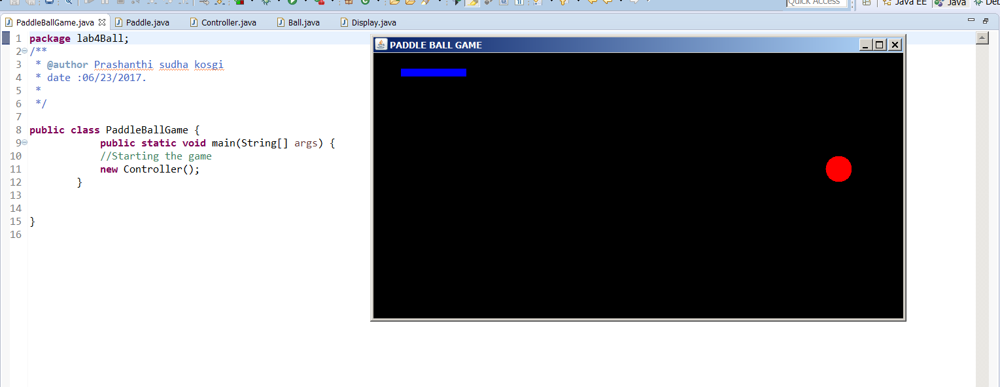 Quick Access
Java EE
Java
PaddleBallGame.java
Paddle.java
Controller.java
Ball.java
Display.java
1 package lab4Ball;
2 /**
3 * @author Prashanthi sudha kosgi
4 * date :06/23/2017.
5 *
6 */
7
8 public class PaddleBallGame {
9 public static void main(String[] args) {
10 //Starting the game
11 new Controller();
12 }
13
14
15 }
16
PADDLE BALL GAME